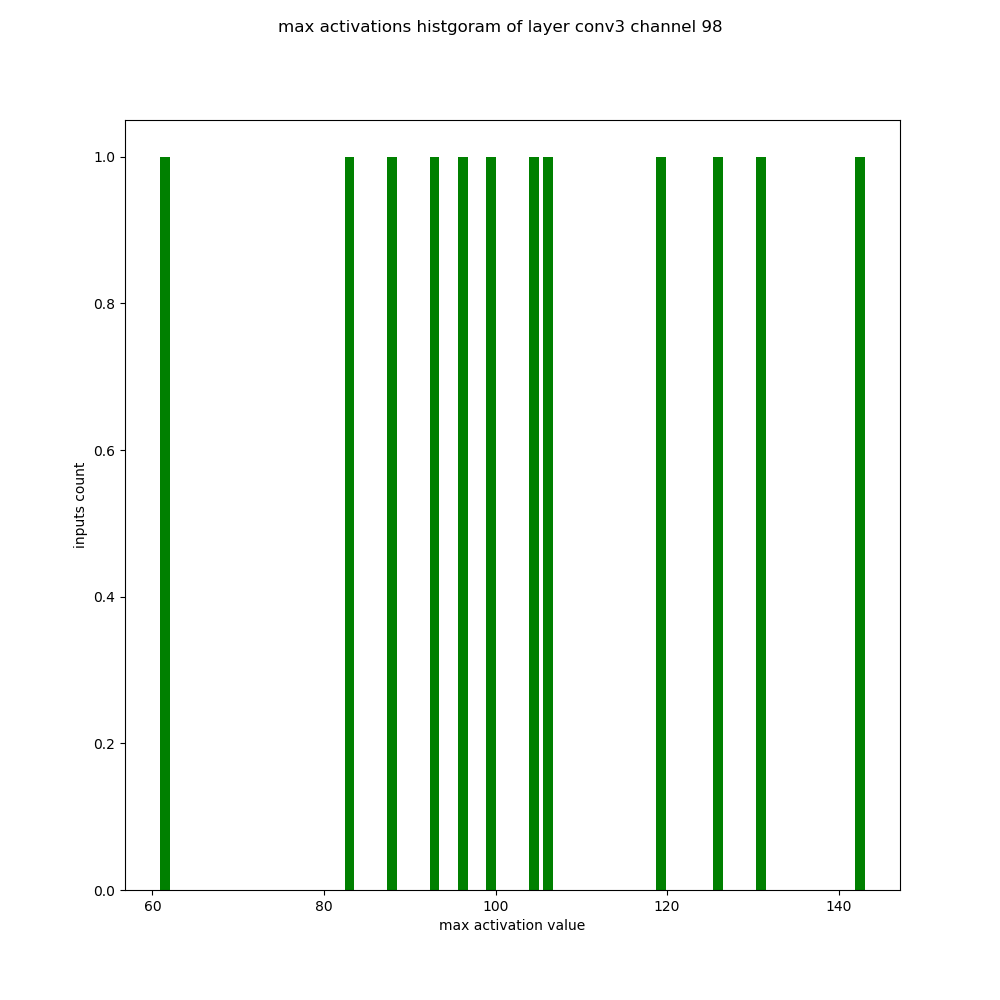 max activations histgoram of layer conv3 channel 98
1.0
0.8
0.6
0.4
0.2
0.0
inputs count
60 80 100 120 140
max activation value